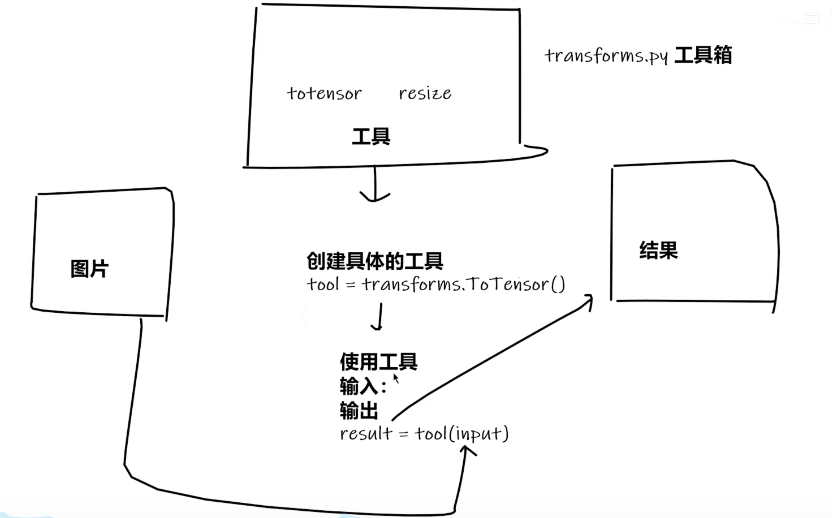 transforms.py 工具箱
totensor resize
工具
图片
结果
创建具体的工具
tool = transforms.ToTensor()
使用工具
输入：
输出
result = tool(input)